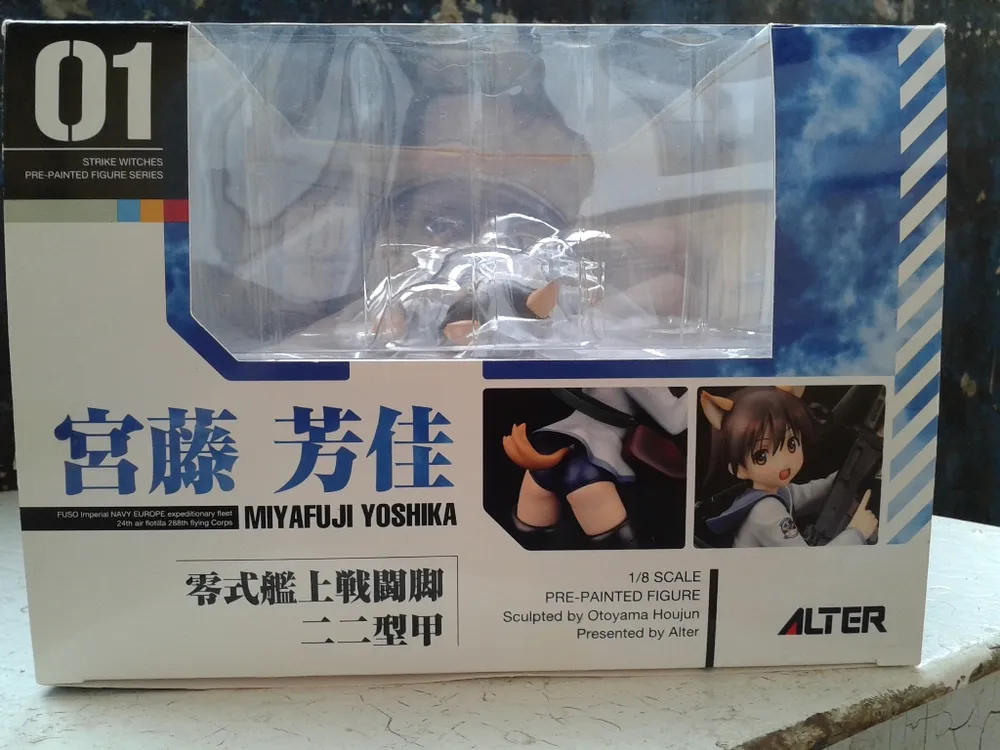 01
STRIKE WITCHES
PRE-PAINTED FIGURE SERIES
宮藤 芳佳
FUSO Imperial NAVY EUROPE expeditionary fleet
24th air flotilla 288th flying Corps
MIYAFUJI YOSHIKA
零式艦上戦闘脚
二二型甲
1/8 SCALE
PRE-PAINTED FIGURE
Sculpted by Otoyama Houjun
Presented by Alter
ALTER